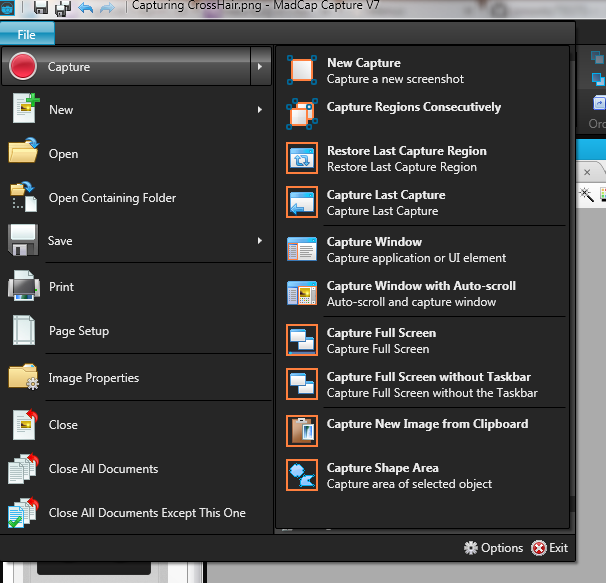 Capturing CrossHair.png - MadCap Capture V7
File
Capture
New
Open
Open Containing Folder
Save
Print
Page Setup
Image Properties
Close
Close All Documents
Close All Documents Except This One
New Capture
Capture a new screenshot
Capture Regions Consecutively
Restore Last Capture Region
Restore Last Capture Region
Capture Last Capture
Capture Last Capture
Capture Window
Capture application or UI element
Capture Window with Auto-scroll
Auto-scroll and capture window
Capture Full Screen
Capture Full Screen
Capture Full Screen without Taskbar
Capture Full Screen without the Taskbar
Capture New Image from Clipboard
Capture Shape Area
Capture area of selected object
Orc
Options
Exit